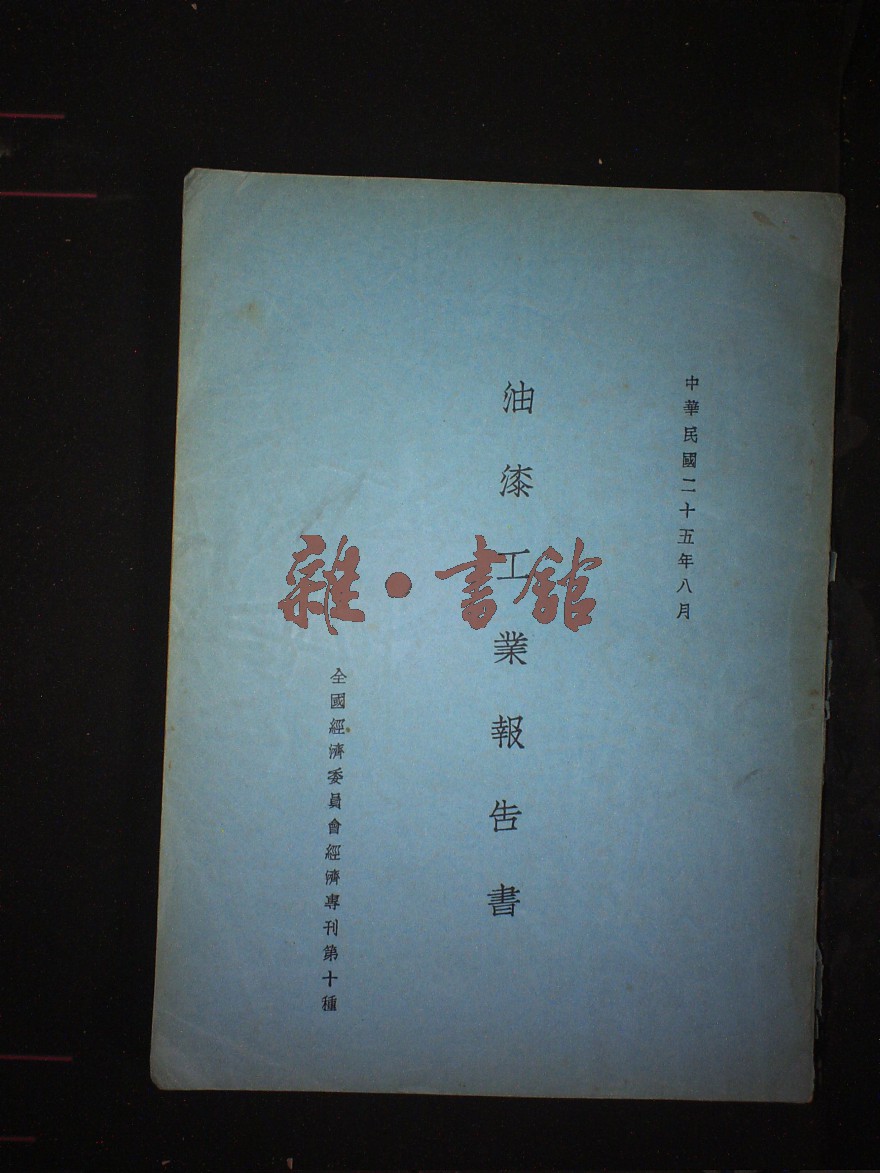 中華民國二十五年八月
油漆工業報告書
全國經濟委員會經濟專刊第十種
雜·書館